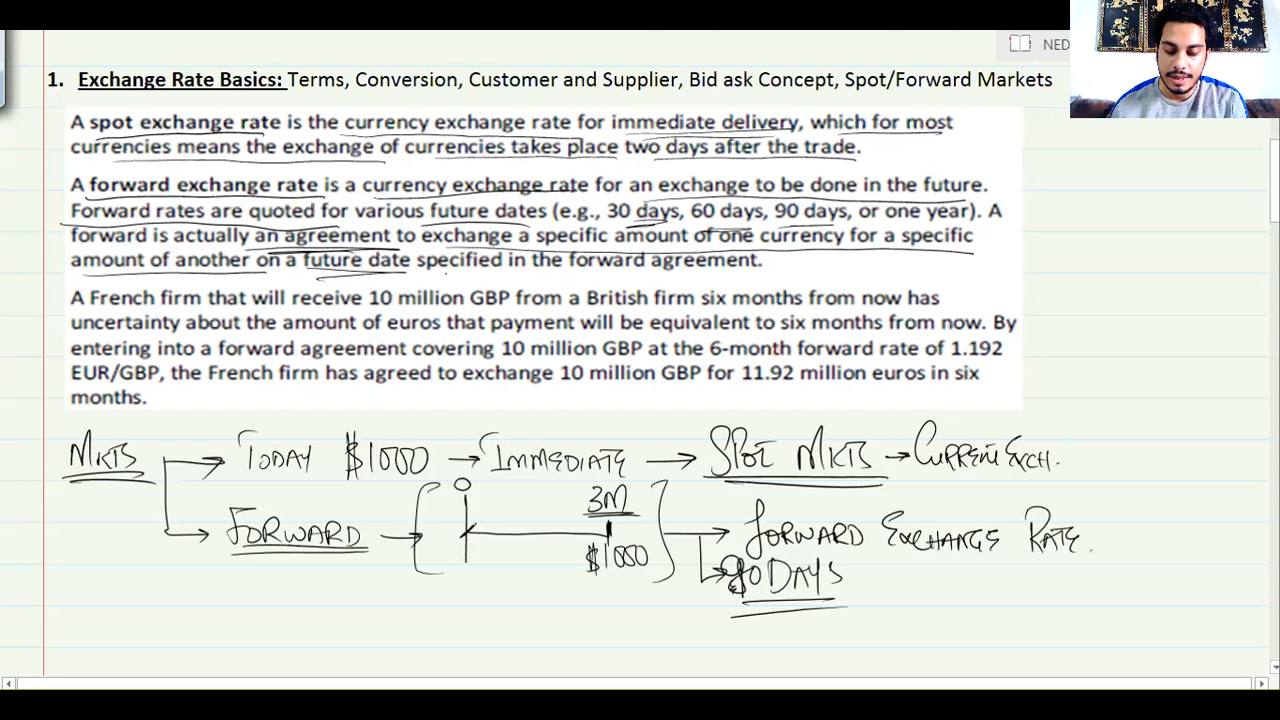 NED
1. Exchange Rate Basics: Terms, Conversion, Customer and Supplier, Bid ask Concept, Spot/Forward Markets
A spot exchange rate is the currency exchange rate for immediate delivery, which for most
currencies means the exchange of currencies takes place two days after the trade.
A forward exchange rate is a currency exchange rate for an exchange to be done in the future.
Forward rates are quoted for various future dates (e.g., 30 days, 60 days, 90 days, or one year). A
forward is actually an agreement to exchange a specific amount of one currency for a specific
amount of another on a future date specified in the forward agreement.
A French firm that will receive 10 million GBP from a British firm six months from now has
uncertainty about the amount of euros that payment will be equivalent to six months from now. By
entering into a forward agreement covering 10 million GBP at the 6-month forward rate of 1.192
EUR/GBP, the French firm has agreed to exchange 10 million GBP for 11.92 million euros in six
months.
MKTS TODAY $1000 IMMEDIATE SPOT MKTS CURRENT EXCH.
0 3M
FORWARD FORWARD EXCHANGE RATE.
$1000 90 DAYS